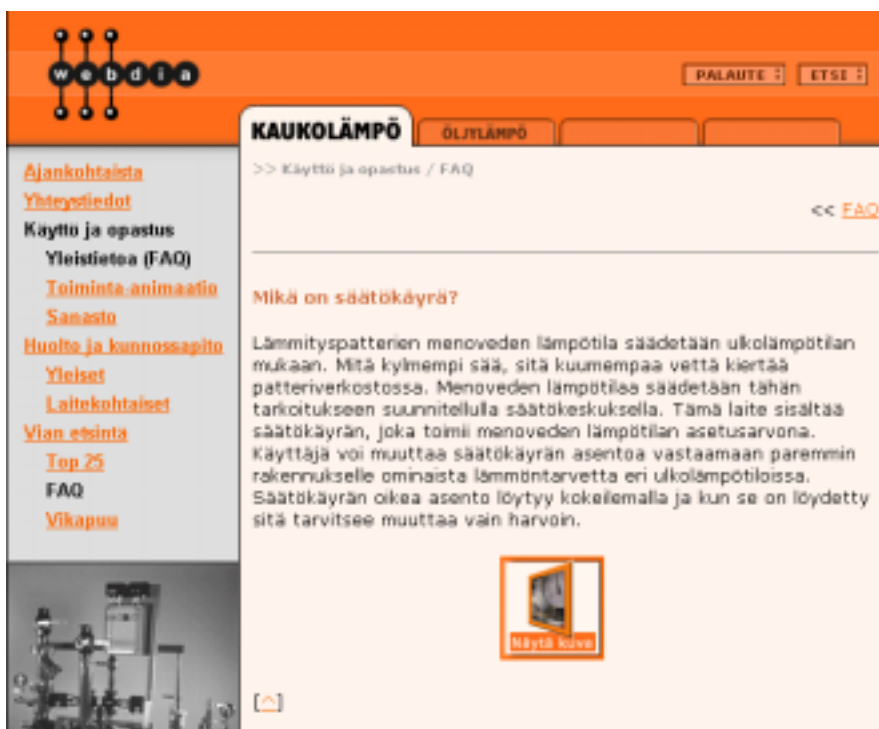 webdia
PALAUTE
ETSI
KAUKOLÄMPÖ
ÖLJYLÄMPÖ
Ajankohtaista
Yhteystiedot
Käyttö ja opastus
Yleistietoa (FAQ)
Toiminta-animaatio
Sanasto
Huolto ja kunnossapito
Yleiset
Laitekohtaiset
Vian etsintä
Top 25
FAQ
Vikapuu
>> Käyttö ja opastus / FAQ
<< FAQ
Mikä on säätökäyrä?
Lämmityspatterien menoveden lämpötila säädetään ulkolämpötilan
mukaan. Mitä kylmempi sää, sitä kuumempaa vettä kiertää
patteriverkostossa. Menoveden lämpötilaa säädetään tähän
tarkoitukseen suunnitellulla säätökeskuksella. Tämä laite sisältää
säätökäyrän, joka toimii menoveden lämpötilan asetusarvona.
Käyttäjä voi muuttaa säätökäyrän asentoa vastaamaan paremmin
rakennukselle ominaista lämmöntarvetta eri ulkolämpötiloissa.
Säätökäyrän oikea asento löytyy kokeilemalla ja kun se on löydetty
sitä tarvitsee muuttaa vain harvoin.
Näytä kuva
[^]